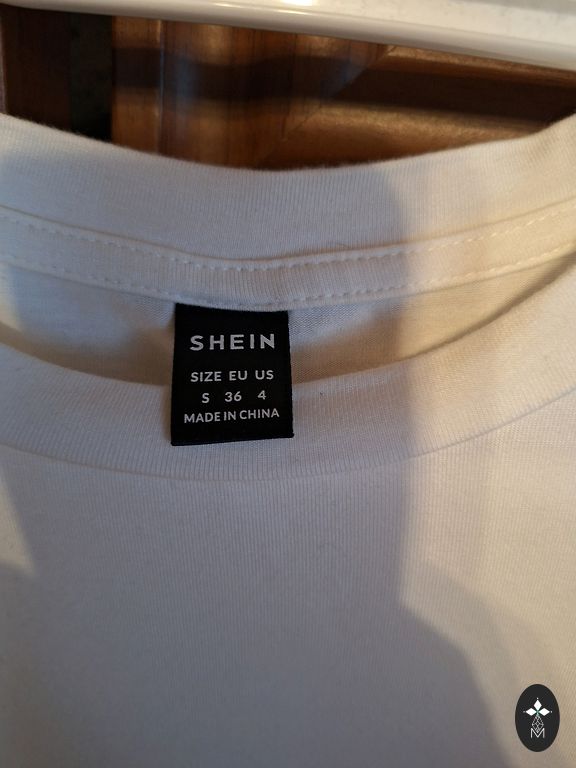 SHEIN
SIZE EU US
S 36 4
MADE IN CHINA
M